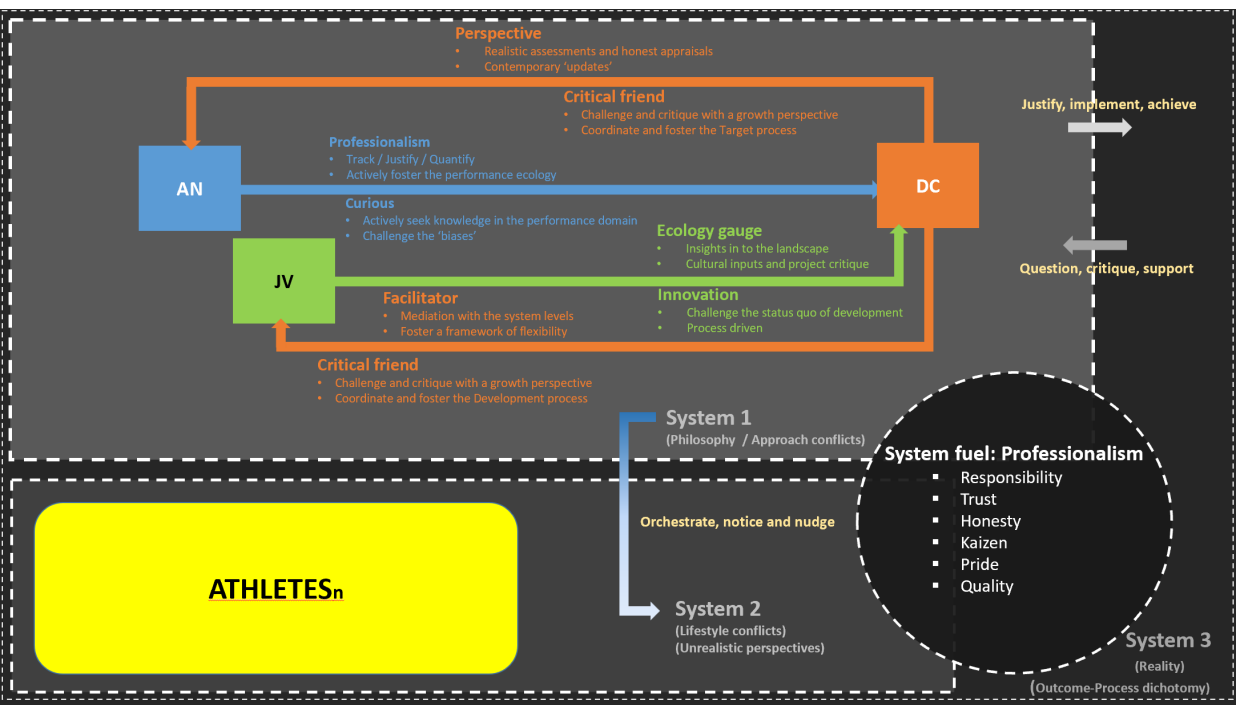 Perspective
• Realistic assessments and honest appraisals
• Contemporary ‘updates’
Critical friend
• Challenge and critique with a growth perspective
• Coordinate and foster the Target process
Justify, implement, achieve
Professionalism
• Track / Justify / Quantify
• Actively foster the performance ecology
AN
DC
Curious
• Actively seek knowledge in the performance domain
• Challenge the ‘biases’
Ecology gauge
• Insights in to the landscape
• Cultural inputs and project critique
Question, critique, support
JV
Facilitator
• Mediation with the system levels
• Foster a framework of flexibility
Innovation
• Challenge the status quo of development
• Process driven
Critical friend
• Challenge and critique with a growth perspective
• Coordinate and foster the Development process
System 1
(Philosophy / Approach conflicts)
System fuel: Professionalism
▪ Responsibility
▪ Trust
▪ Honesty
▪ Kaizen
▪ Pride
▪ Quality
Orchestrate, notice and nudge
ATHLETESn
System 2
(Lifestyle conflicts)
(Unrealistic perspectives)
System 3
(Reality)
(Outcome-Process dichotomy)